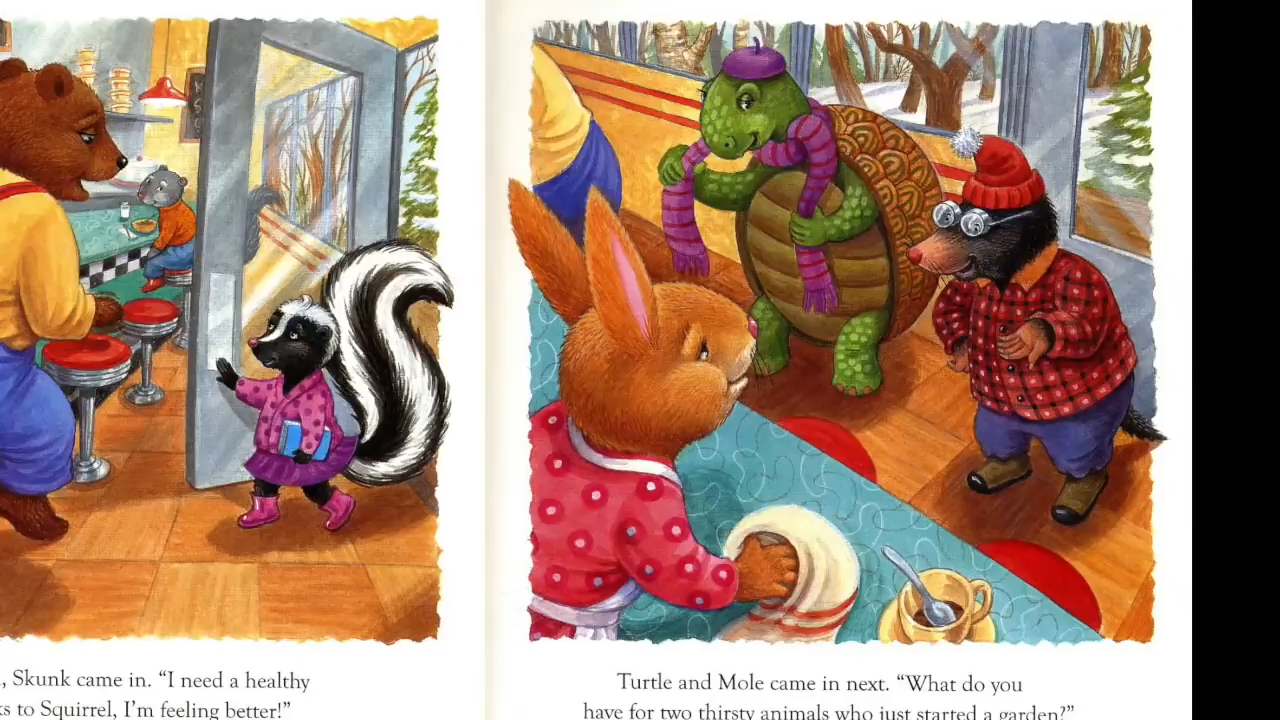 , Skunk came in. “I need a healthy
s to Squirrel, I’m feeling better!”
Turtle and Mole came in next. “What do you
have for two thirsty animals who just started a garden?”